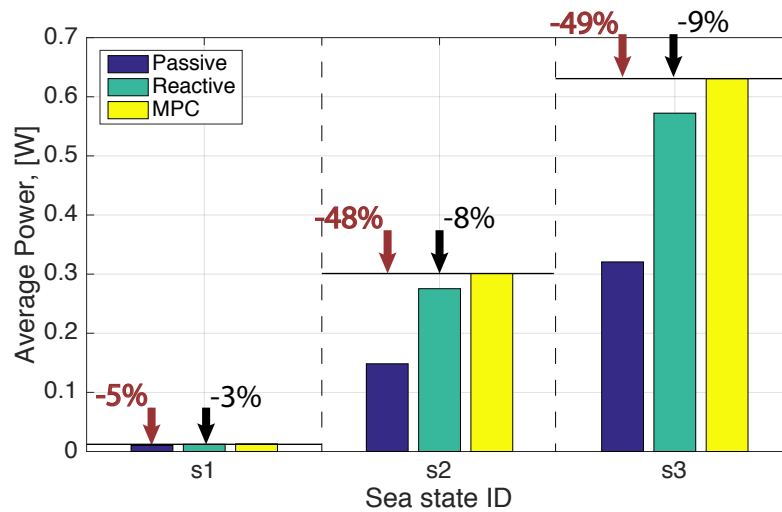 -49%
-9%
0.7
Passive
Reactive
MPC
0.6
0.5
0.4
-48%
-8%
0.3
0.2
0.1
-5%
-3%
0
Average Power, [W]
s1
s2
s3
Sea state ID